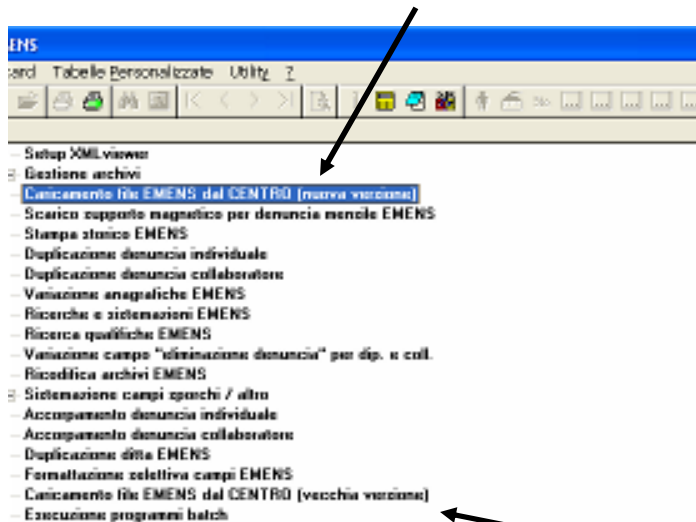 ENS
card Tabelle Personalizzate Utility ?
Setup XMLviewer
Gestione archivi
Caricamento file EMENS dal CENTRO (nuova versione)
Scarico supporto magnetico per denuncia mensile EMENS
Stampa storico EMENS
Duplicazione denuncia individuale
Duplicazione denuncia collaboratore
Variazione anagrafiche EMENS
Ricerche e sistemazioni EMENS
Ricerca qualifiche EMENS
Variazione campo "eliminazione denuncia" per dip. e coll.
Ricodifica archivi EMENS
Sistemazione campi sporchi / altro
Accorpamento denuncia individuale
Accorpamento denuncia collaboratore
Duplicazione ditta EMENS
Formattazione selettiva campi EMENS
Caricamento file EMENS dal CENTRO (vecchia versione)
Esecuzione programmi batch